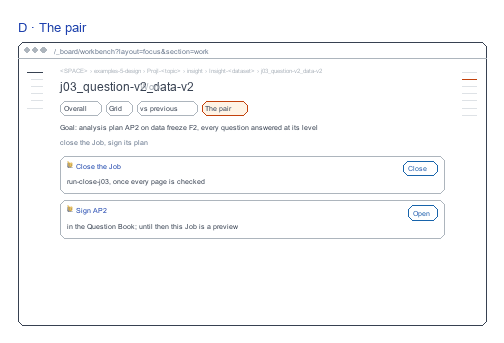 D · The pair
/_board/workbench?layout=focus&section=work
<SPACE> › examples-5-design › Proji-<topic> › insight › Insight-<dataset> › j03_question-v2_data-v2
j03_question-v2_data-v2
Overall Grid vs previous The pair
Goal: analysis plan AP2 on data freeze F2, every question answered at its level
close the Job, sign its plan
Close the Job Close
run-close-j03, once every page is checked
Sign AP2 Open
in the Question Book; until then this Job is a preview